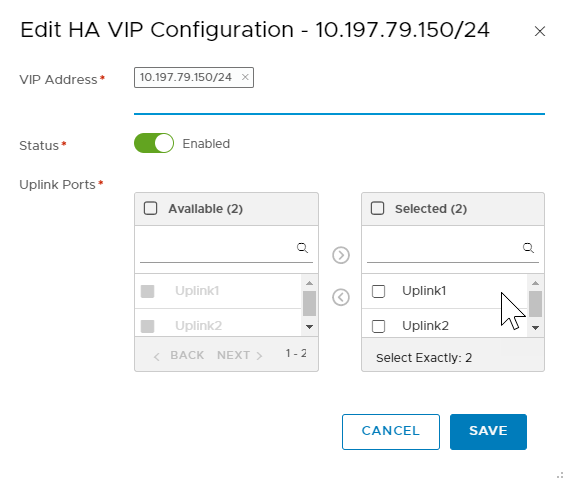 Edit HA VIP Configuration - 10.197.79.150/24
VIP Address* 10.197.79.150/24
Status* Enabled
Uplink Ports*
Available (2) Selected (2)
Uplink1 Uplink1
Uplink2 Uplink2
BACK NEXT 1 - 2 Select Exactly: 2
CANCEL SAVE